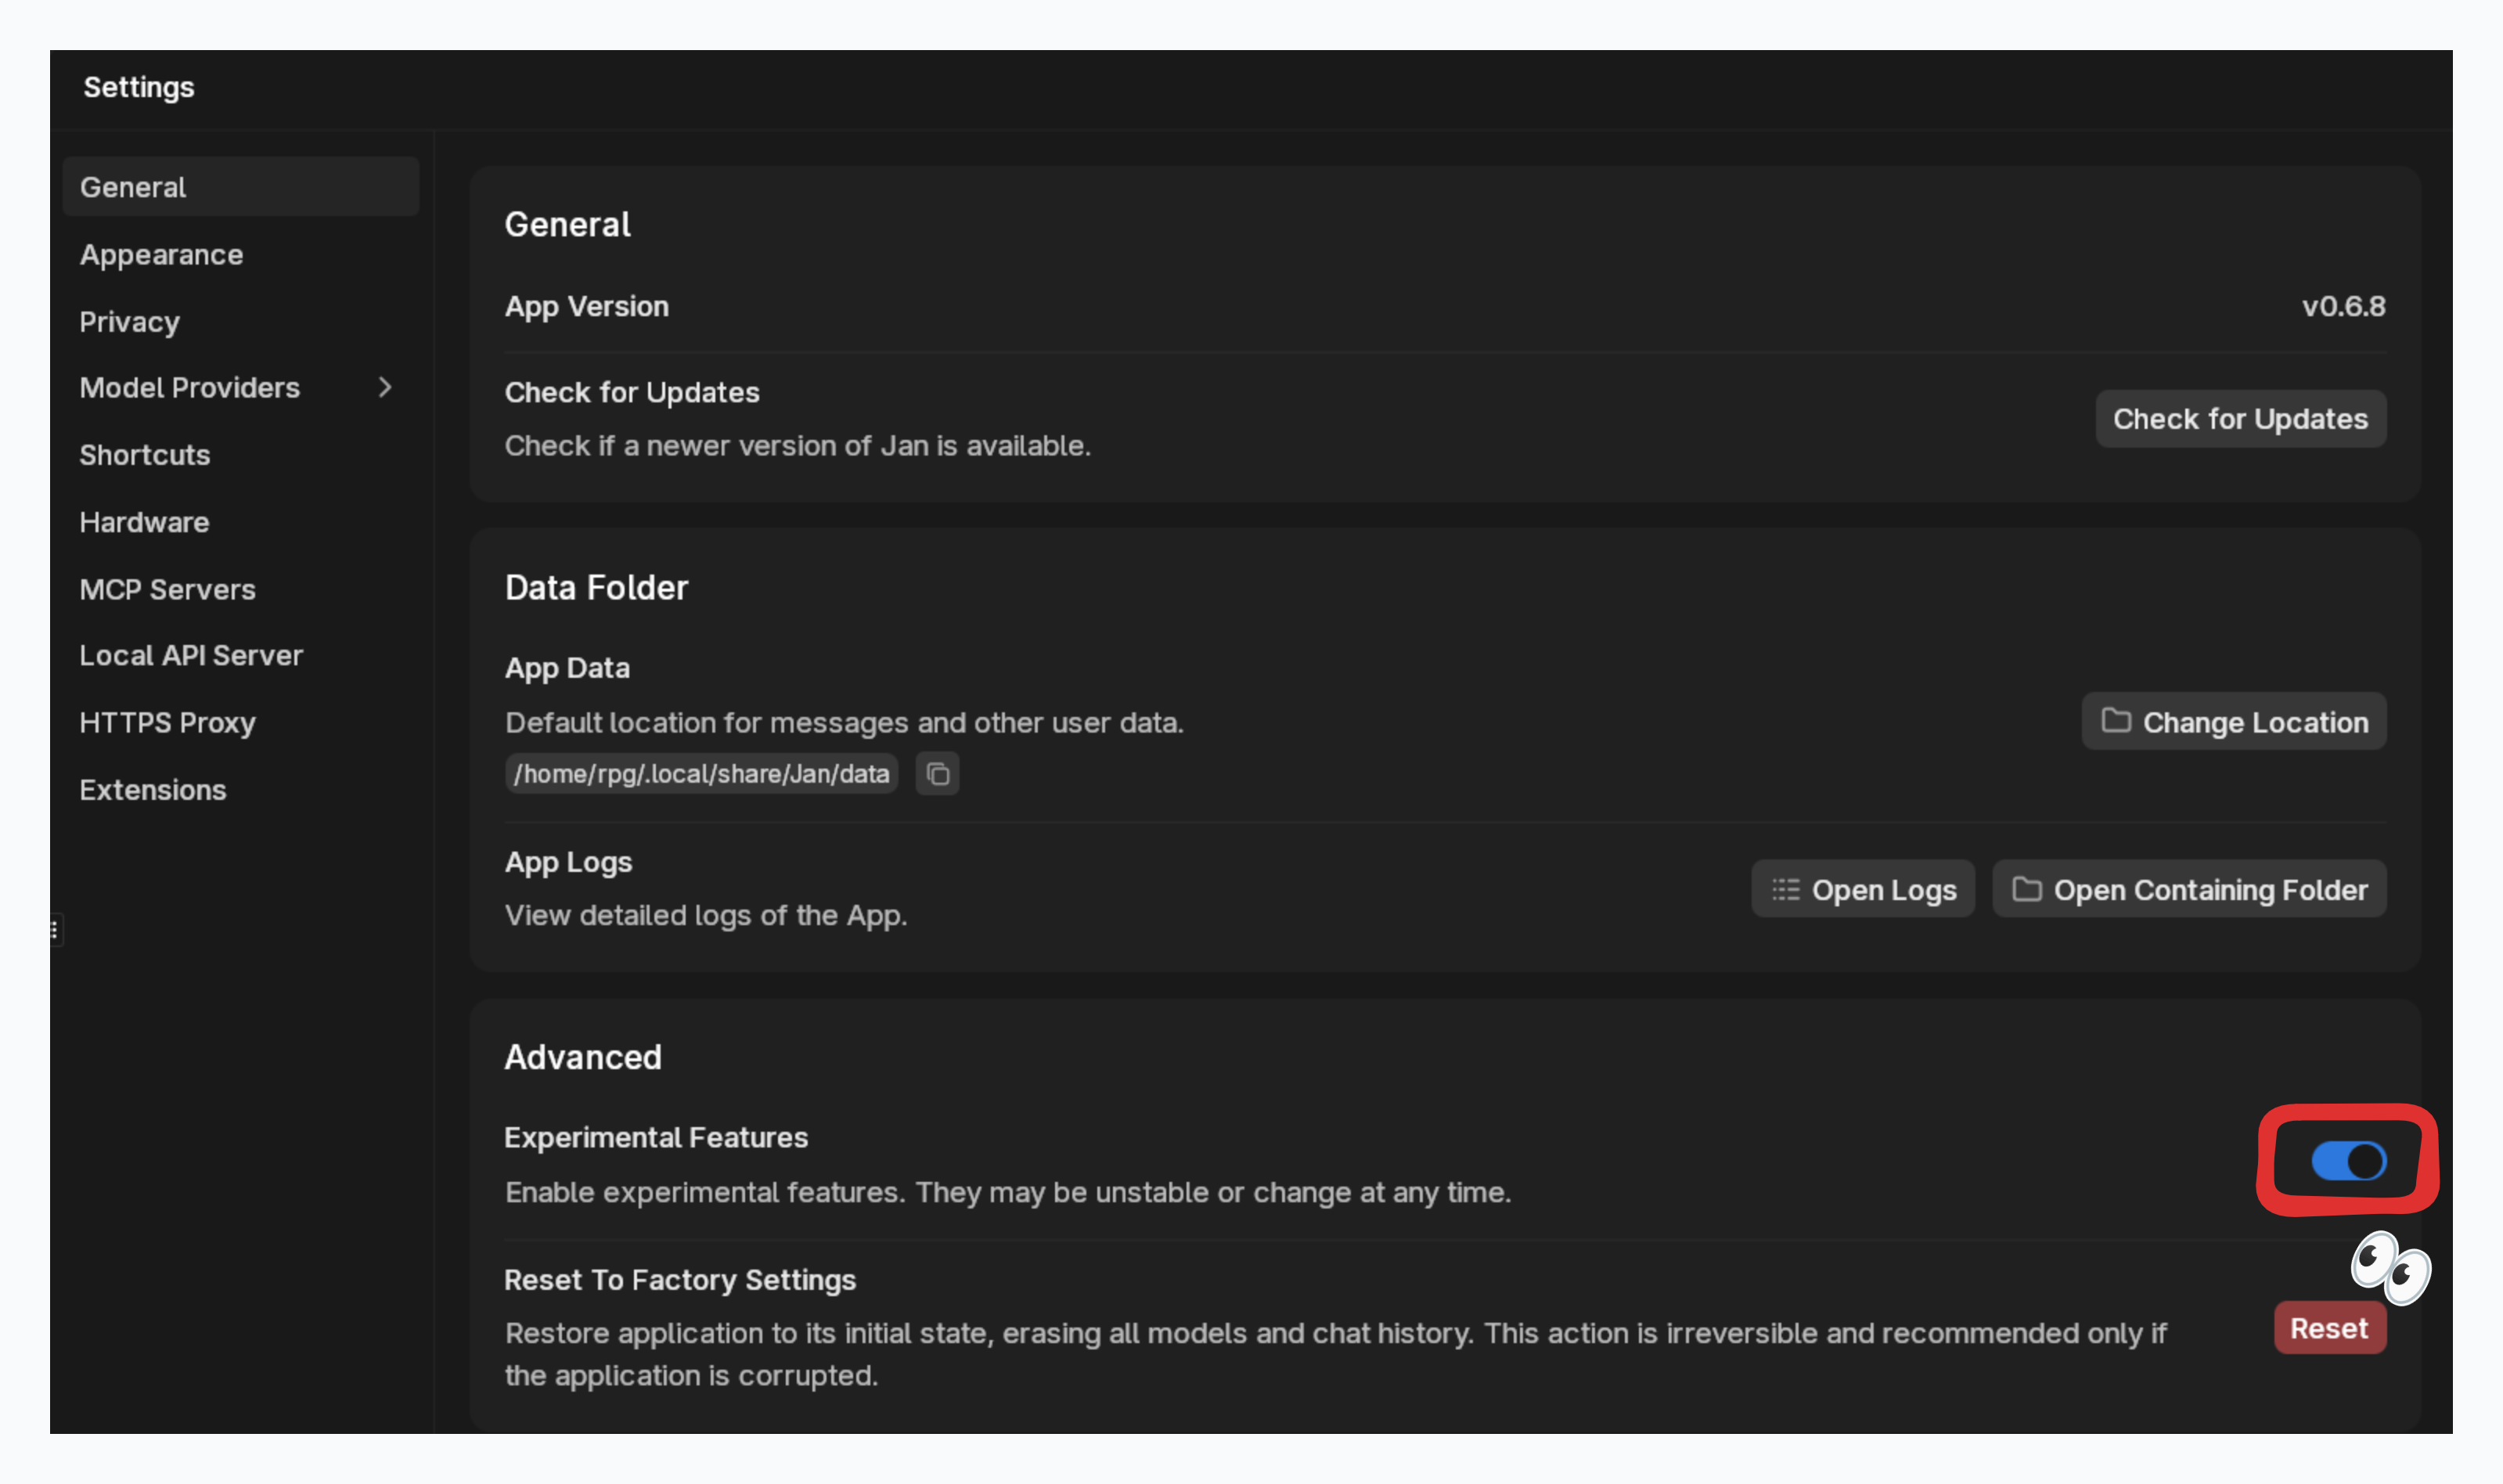 Settings
General
Appearance
Privacy
Model Providers
Shortcuts
Hardware
MCP Servers
Local API Server
HTTPS Proxy
Extensions
General
App Version
v0.6.8
Check for Updates
Check if a newer version of Jan is available.
Check for Updates
Data Folder
App Data
Default location for messages and other user data.
/home/rpg/.local/share/Jan/data
Change Location
App Logs
View detailed logs of the App.
Open Logs
Open Containing Folder
Advanced
Experimental Features
Enable experimental features. They may be unstable or change at any time.
Reset To Factory Settings
Restore application to its initial state, erasing all models and chat history. This action is irreversible and recommended only if
the application is corrupted.
Reset